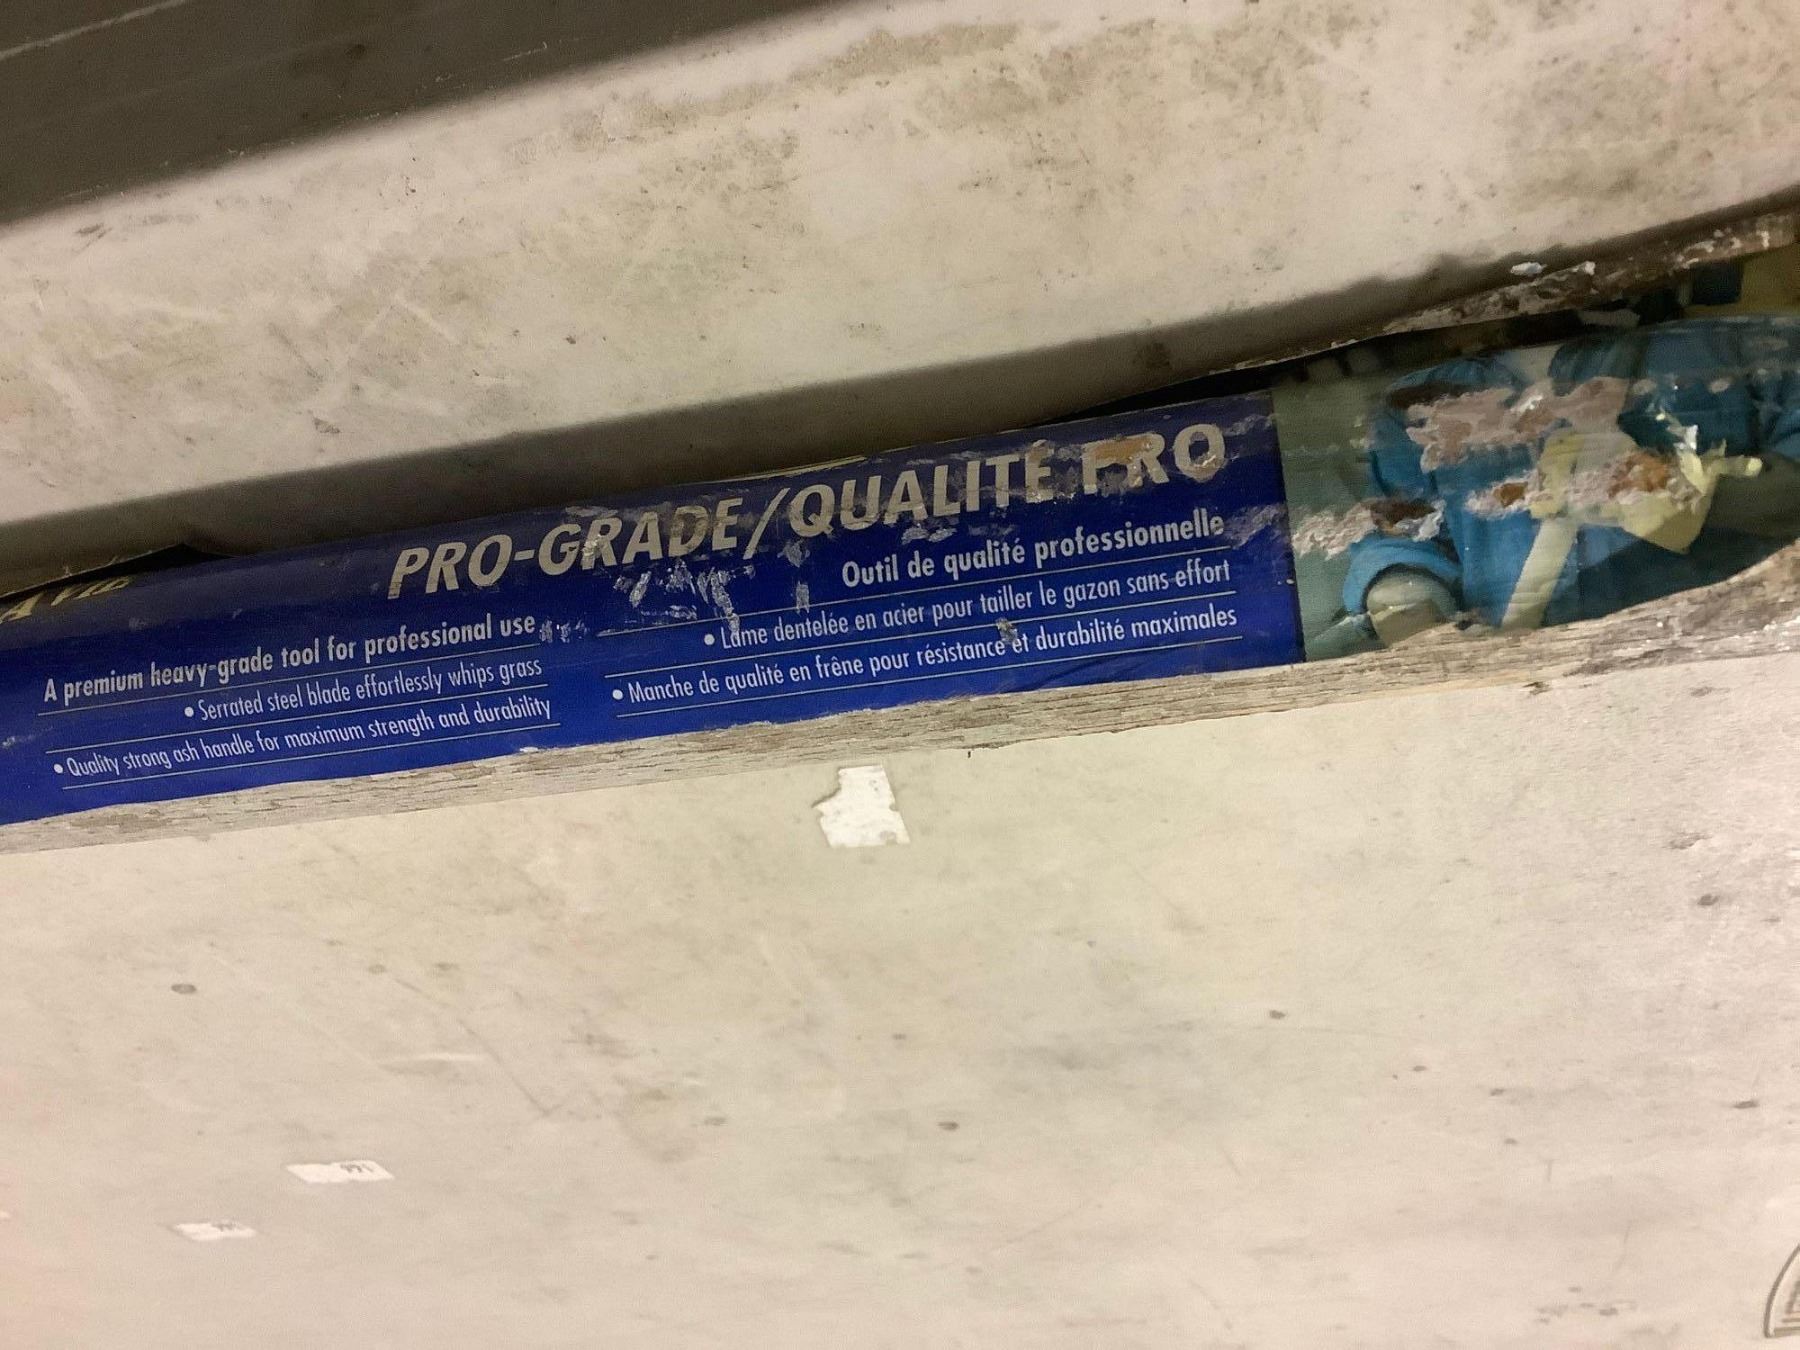 PRO-GRADE/QUALITÉ PRO
A premium heavy-grade tool for professional use
• Serrated steel blade effortlessly whips grass
• Quality strong ash handle for maximum strength and durability
Outil de qualité professionnelle
• Lame dentelée en acier pour tailler le gazon sans effort
• Manche de qualité en frêne pour résistance et durabilité maximales